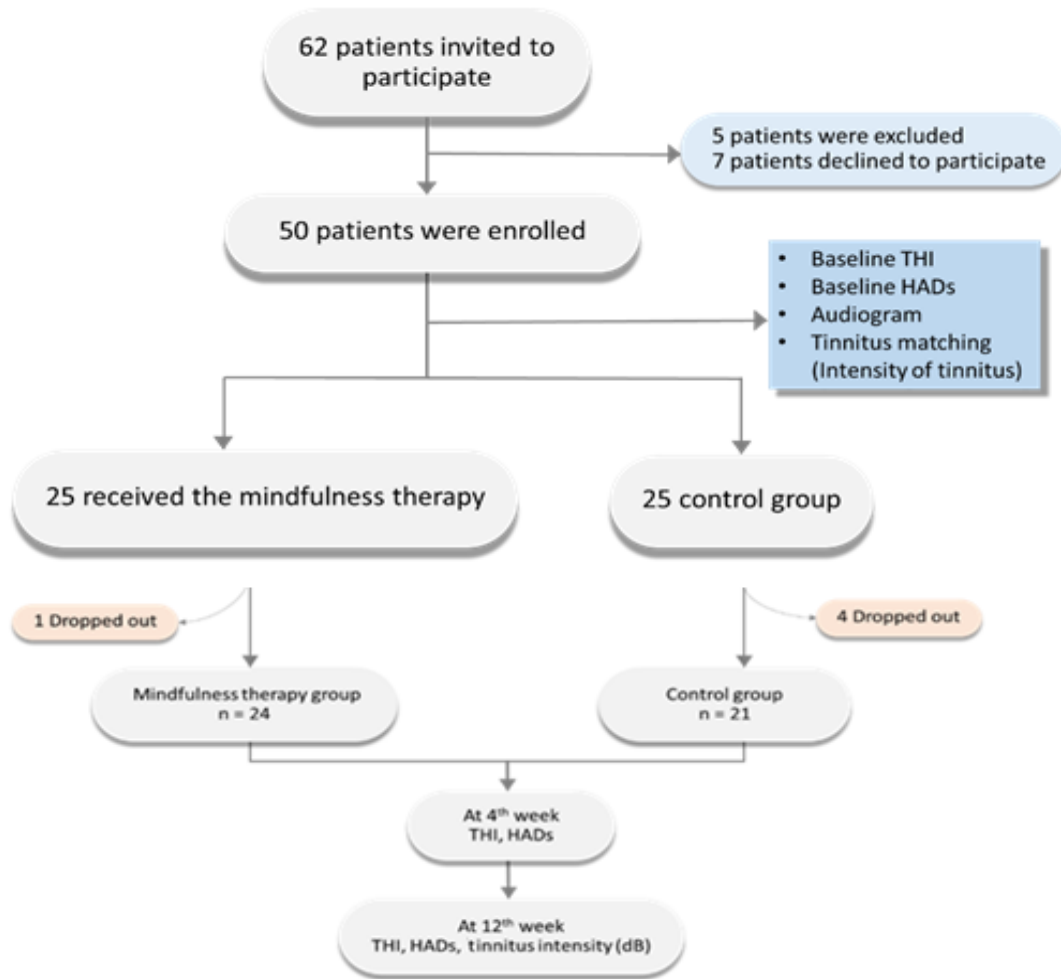 62 patients invited to
participate
5 patients were excluded
7 patients declined to participate
50 patients were enrolled
• Baseline THI
• Baseline HADs
• Audiogram
• Tinnitus matching
(Intensity of tinnitus)
25 received the mindfulness therapy
25 control group
1 Dropped out
4 Dropped out
Mindfulness therapy group
n = 24
Control group
n = 21
At 4th week
THI, HADs
At 12th week
THI, HADs, tinnitus intensity (dB)